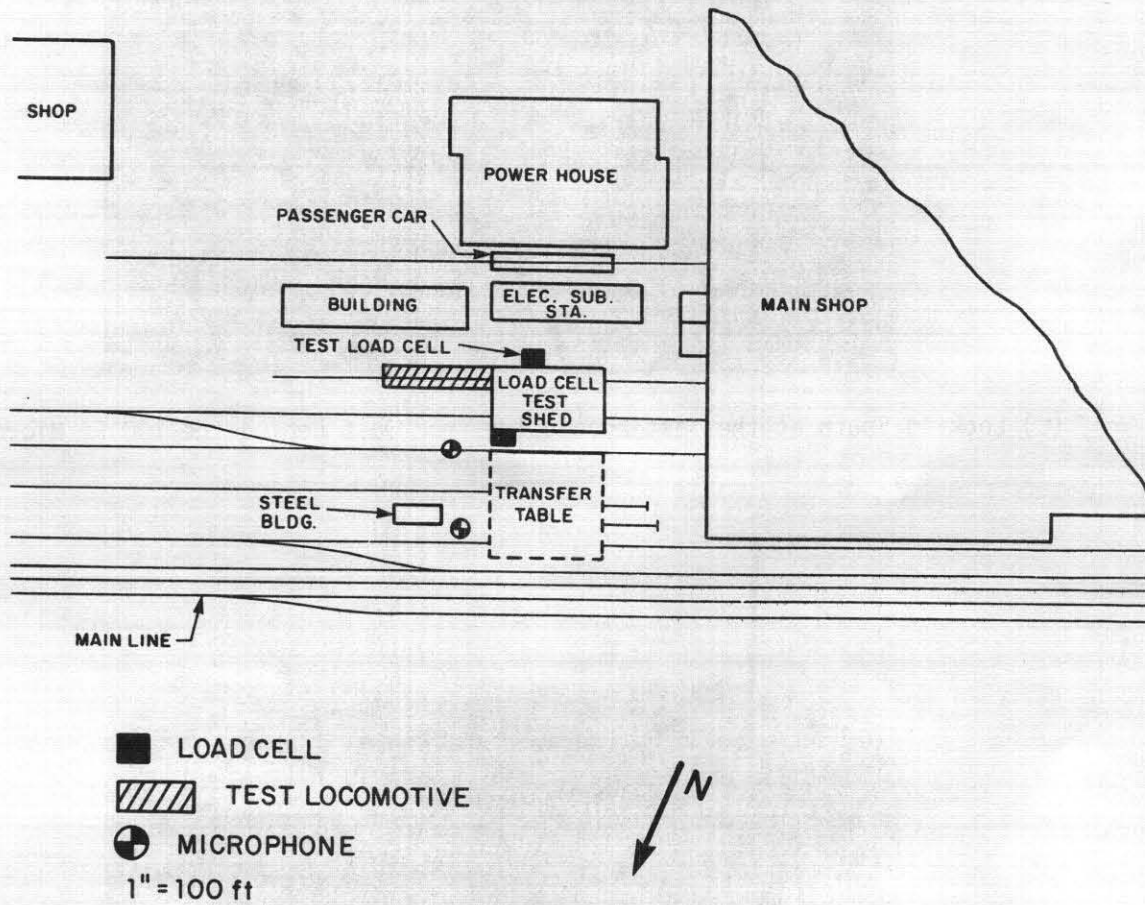 SHOP
POWER HOUSE
PASSENGER CAR
BUILDING
ELEC. SUB.
STA.
MAIN SHOP
TEST LOAD CELL
LOAD CELL
TEST
SHED
TRANSFER
TABLE
STEEL
BLDG.
MAIN LINE
LOAD CELL
TEST LOCOMOTIVE
MICROPHONE
1" = 100 ft
N